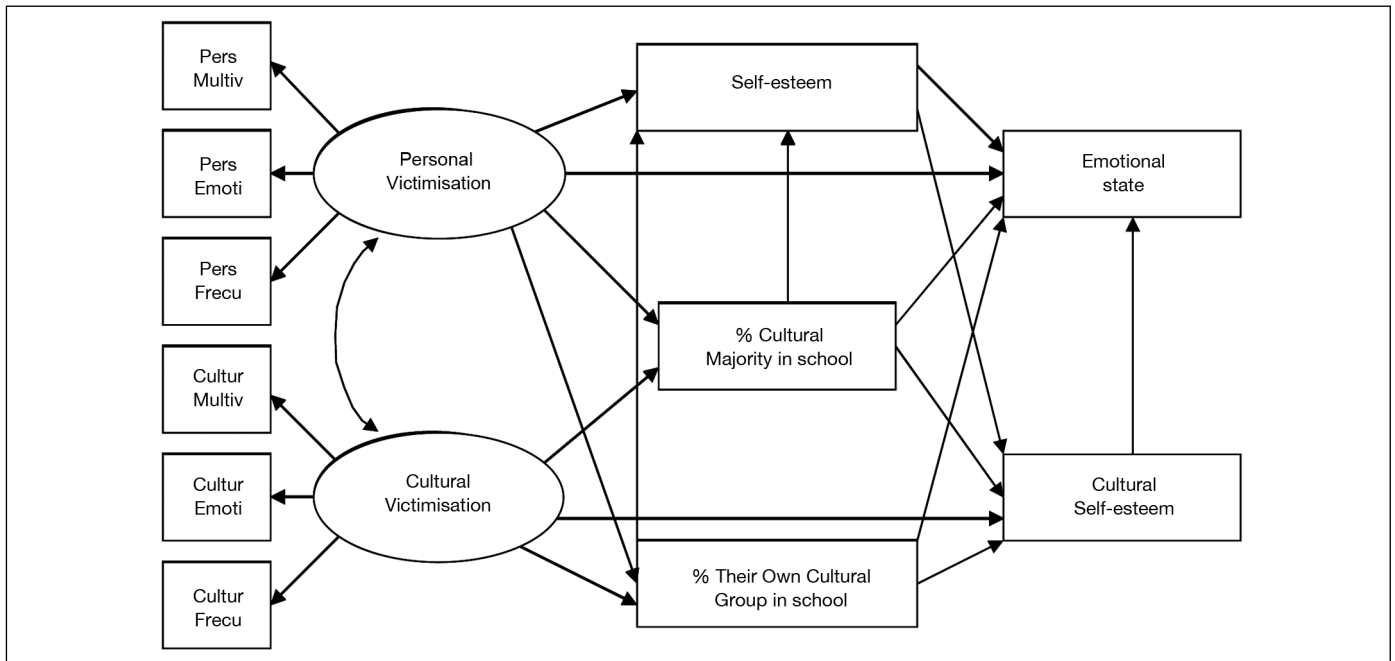 Pers
Multiv
Pers
Emoti
Pers
Frecu
Cultur
Multiv
Cultur
Emoti
Cultur
Frecu
Personal
Victimisation
Cultural
Victimisation
Self-esteem
% Cultural
Majority in school
% Their Own Cultural
Group in school
Emotional
state
Cultural
Self-esteem